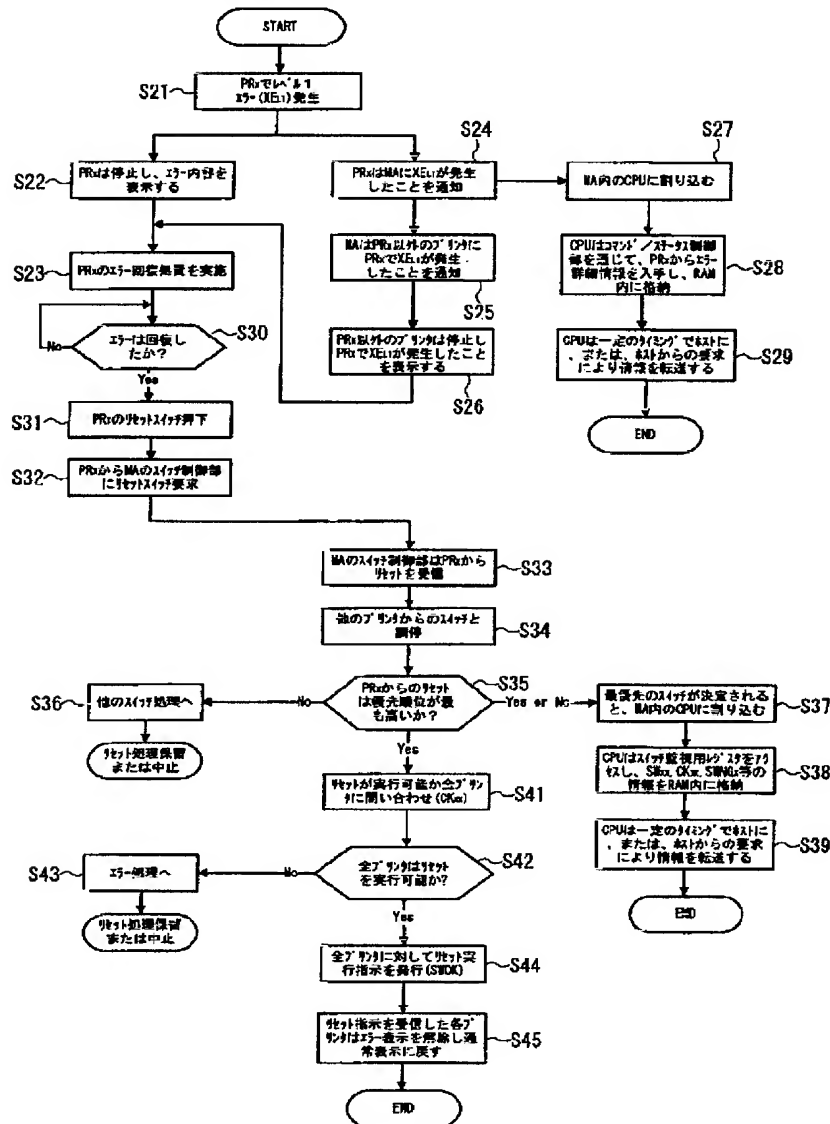 START
S21
PRxでレベル1
エラー(XEL1)発生
S22
PRxは停止し、エラー内部を
表示する
S24
PRxはMAにXEL1が発生
したことを通知
S27
MA内のCPUに割り込む
S23
PRxのエラー回復処置を実施
MAはPRx以外のプリンタに
PRxでXEL1が発生
したことを通知
S25
CPUはコマンド/ステータス制御
部を通じて、PRxからエラー
詳細情報を入手し、RAM
内に格納
S28
エラーは回復し
たか?
S30
No
Yes
PRx以外のプリンタは停止し
PRxでXEL1が発生したこと
を表示する
S26
CPUは一定のタイミングでホストに
、または、ホストからの要求
により情報を転送する
S29
END
S31
PRxのリセットスイッチ押下
S32
PRxからMAのスイッチ制御部
にリセットスイッチ要求
MAのスイッチ制御部はPRxから
リセットを受信
S33
他のプリンタからのスイッチと
調停
S34
PRxからのリセット
は優先順位が最
も高いか?
S35
No
S36
他のスイッチ処理へ
リセット処理保留
または中止
Yes or No
最優先のスイッチが決定される
と、MA内のCPUに割り込む
S37
Yes
CPUはスイッチ監視用レジスタをアク
セスし、SWxx,CKxx,SWNGx等の
情報をRAM内に格納
S38
リセットが実行可能か全プリン
タに問い合わせ(CKxx)
S41
CPUは一定のタイミングでホストに
、または、ホストからの要求
により情報を転送する
S39
END
全プリンタはリセット
を実行可能か?
S42
No
S43
エラー処理へ
リセット処理保留
または中止
Yes
全プリンタに対してリセット実
行指示を発行(SWOK)
S44
リセット指示を受信した各プ
リンタはエラー表示を解除し通
常表示に戻す
S45
END